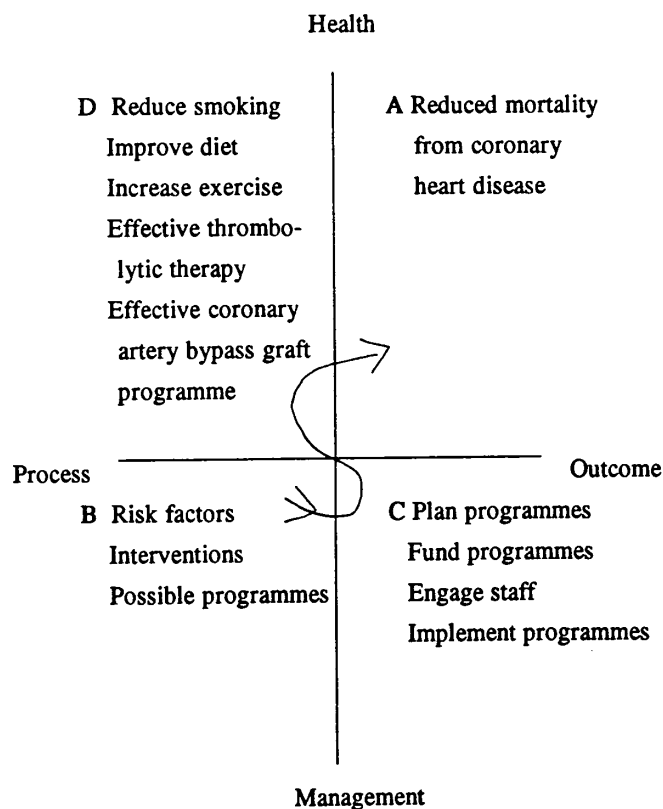 Health
D Reduce smoking
Improve diet
Increase exercise
Effective thrombo-
lytic therapy
Effective coronary
artery bypass graft
programme
A Reduced mortality
from coronary
heart disease
Process
Outcome
B Risk factors
Interventions
Possible programmes
C Plan programmes
Fund programmes
Engage staff
Implement programmes
Management